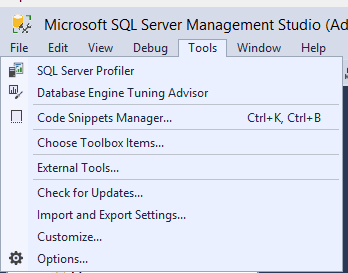 Microsoft SQL Server Management Studio (Ad
File Edit View Debug Tools Window Help
SQL Server Profiler
Database Engine Tuning Advisor
Code Snippets Manager... Ctrl+K, Ctrl+B
Choose Toolbox Items...
External Tools...
Check for Updates...
Import and Export Settings...
Customize...
Options...